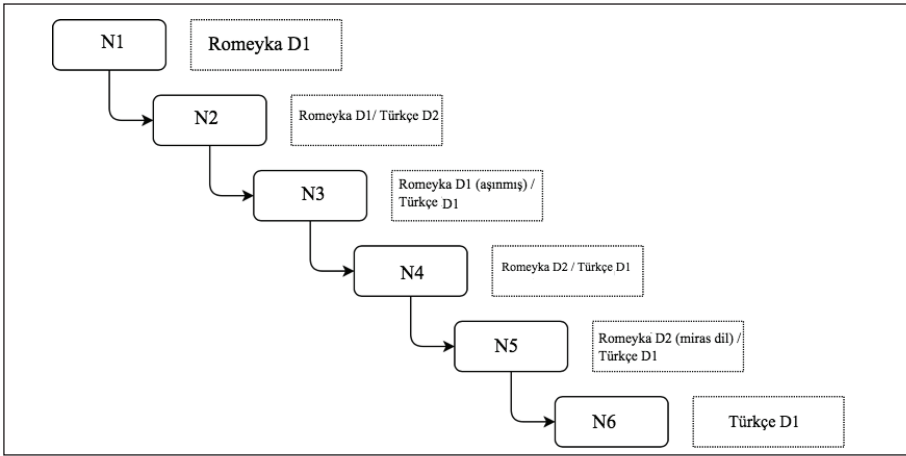 N1
Romeyka D1
N2
Romeyka D1/ Türkçe D2
N3
Romeyka D1 (aşınmış) /
Türkçe D1
N4
Romeyka D2 / Türkçe D1
N5
Romeyka D2 (miras dil) /
Türkçe D1
N6
Türkçe D1